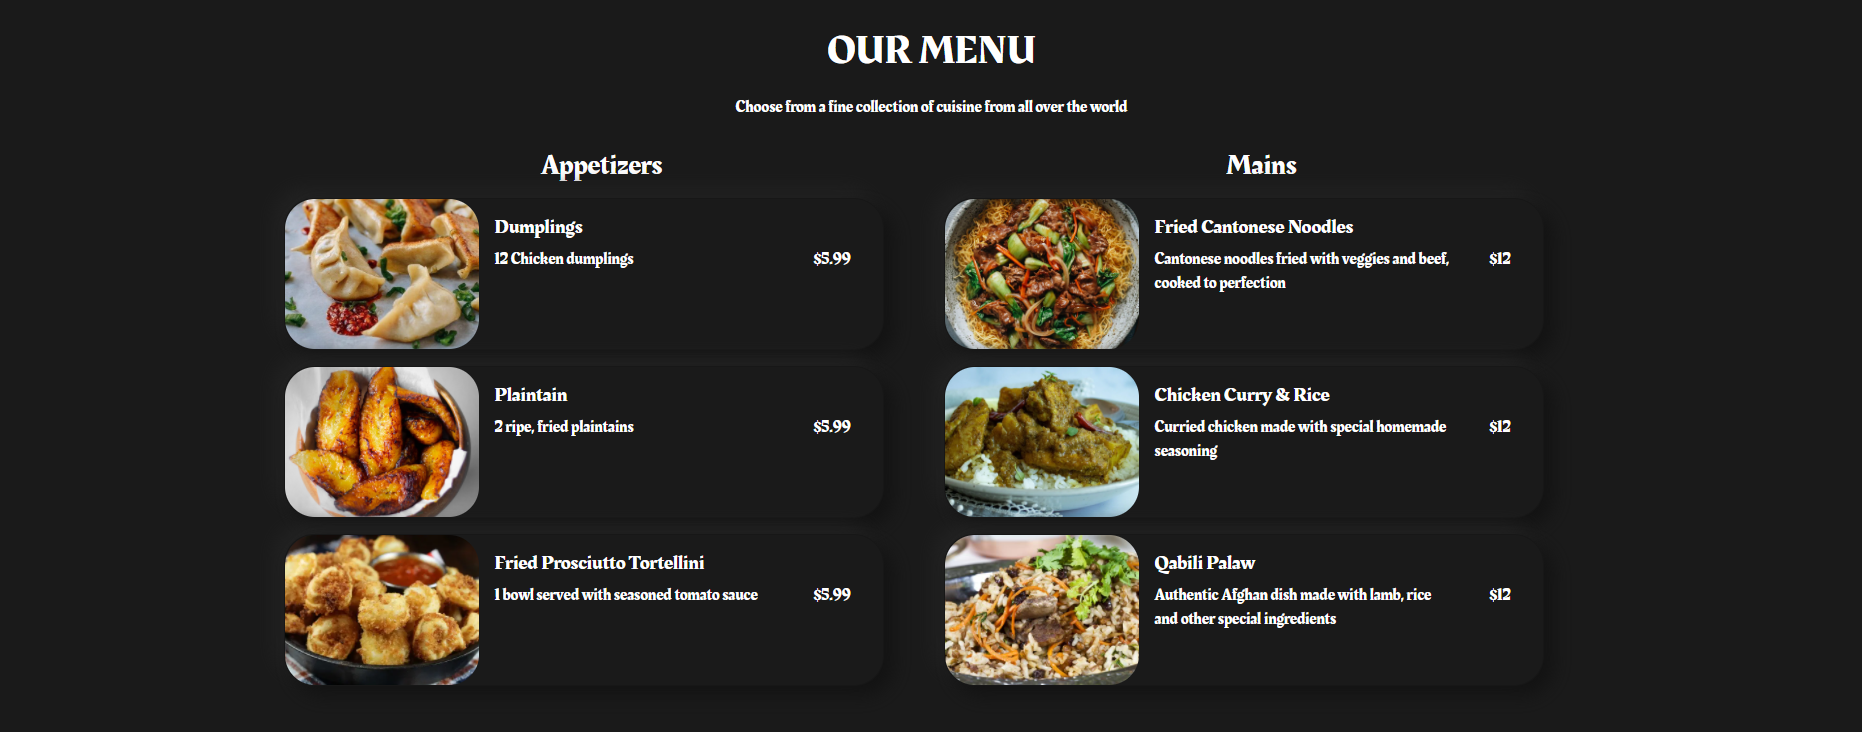 OUR MENU
Choose from a fine collection of cuisine from all over the world
Appetizers
Dumplings
12 Chicken dumplings $5.99
Plaintain
2 ripe, fried plaintains $5.99
Fried Prosciutto Tortellini
1 bowl served with seasoned tomato sauce $5.99
Mains
Fried Cantonese Noodles
Cantonese noodles fried with veggies and beef, $12
cooked to perfection
Chicken Curry & Rice
Curried chicken made with special homemade $12
seasoning
Qabili Palaw
Authentic Afghan dish made with lamb, rice $12
and other special ingredients